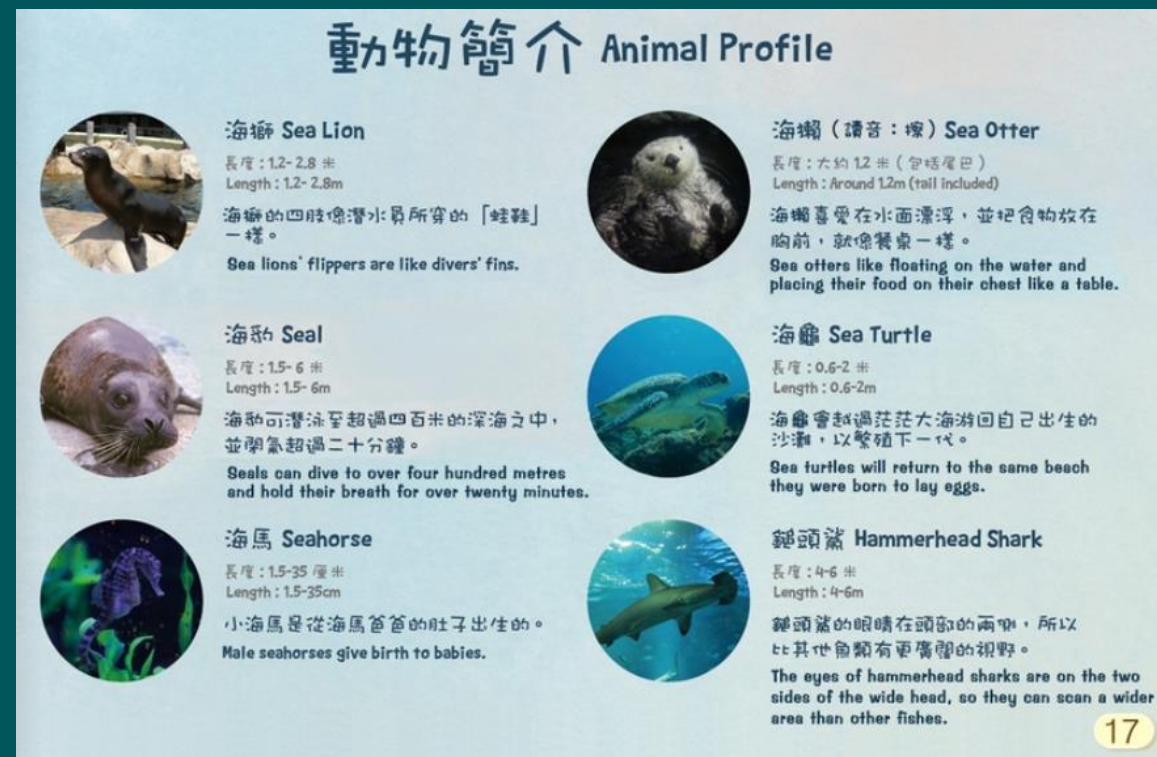 動物簡介 Animal Profile
海獅 Sea Lion
長度：1.2- 2.8 米
Length : 1.2- 2.8m
海獅的四肢像潛水員所穿的「蛙鞋」
一樣。
Sea lions' flippers are like divers' fins.
海豹 Seal
長度：1.5- 6 米
Length : 1.5- 6m
海豹可潛泳至超過四百米的深海之中，
並閉氣超過二十分鐘。
Seals can dive to over four hundred metres
and hold their breath for over twenty minutes.
海馬 Seahorse
長度：1.5-35 厘米
Length : 1.5-35cm
小海馬是從海馬爸爸的肚子出生的。
Male seahorses give birth to babies.
海獺（讀音：擦）Sea Otter
長度：大約 1.2 米（包括尾巴）
Length : Around 1.2m (tail included)
海獺喜愛在水面漂浮，並把食物放在
胸前，就像餐桌一樣。
Sea otters like floating on the water and
placing their food on their chest like a table.
海龜 Sea Turtle
長度：0.6-2 米
Length : 0.6-2m
海龜會越過茫茫大海游回自己出生的
沙灘，以繁殖下一代。
Sea turtles will return to the same beach
they were born to lay eggs.
鎚頭鯊 Hammerhead Shark
長度：4-6 米
Length : 4-6m
鎚頭鯊的眼睛在頭部的兩側，所以
比其他魚類有更廣闊的視野。
The eyes of hammerhead sharks are on the two
sides of the wide head, so they can scan a wider
area than other fishes.
17